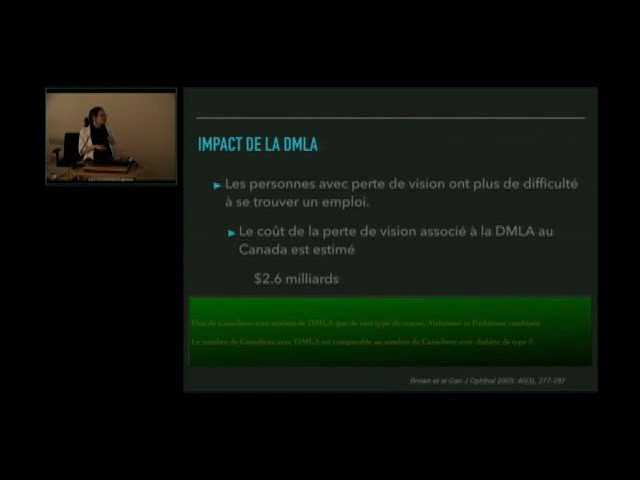 IMPACT DE LA DMLA
Les personnes avec perte de vision ont plus de difficulté
à se trouver un emploi.
Le coût de la perte de vision associé à la DMLA au
Canada est estimé
$2.6 milliards
Plus de Canadiens sont atteints de DMLA que de tout type de cancer, Alzheimer et Parkinson combinés.
Le nombre de Canadiens avec DMLA est comparable au nombre de Canadiens avec diabète de type 2.
Brown et al Can J Ophthal 2005; 40(3), 277-287